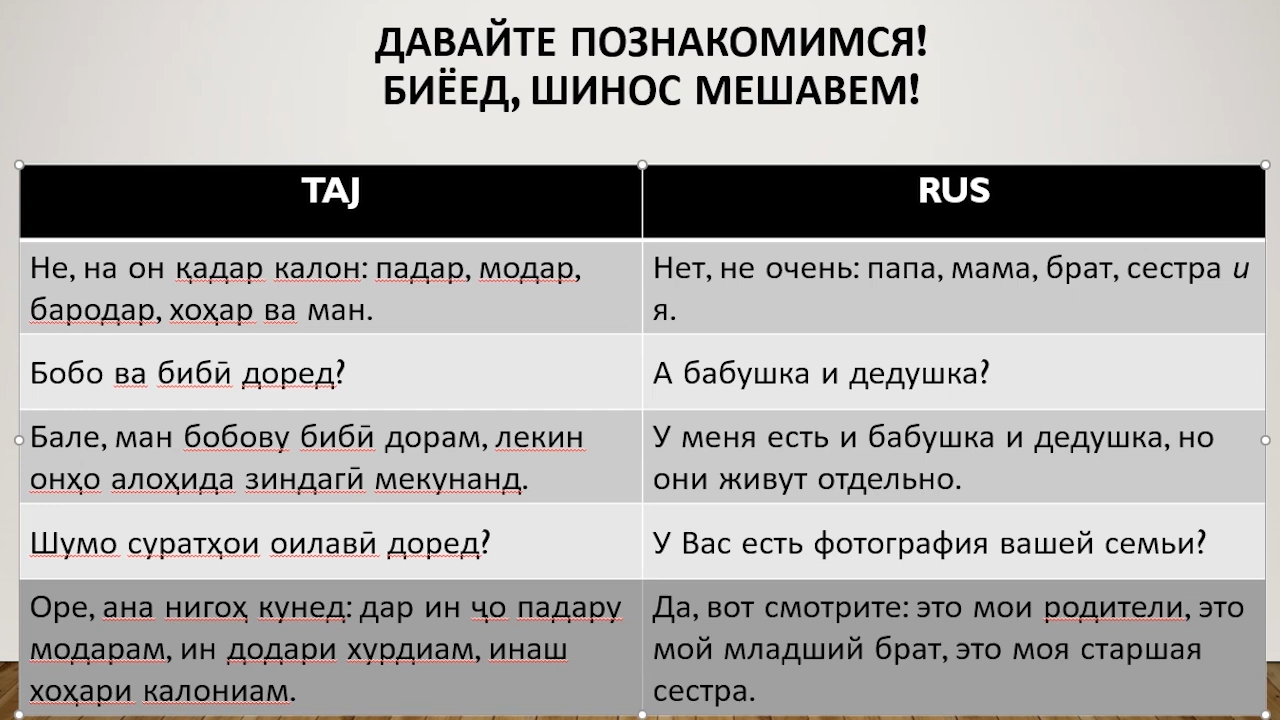 ДАВАЙТЕ ПОЗНАКОМИМСЯ!
БИЁЕД, ШИНОС МЕШАВЕМ!
TAJ
RUS
Не, на он қадар калон: падар, модар,
бародар, хоҳар ва ман.
Нет, не очень: папа, мама, брат, сестра и
я.
Бобо ва бибӣ доред?
А бабушка и дедушка?
Бале, ман бобову бибӣ дорам, лекин
онҳо алоҳида зиндагӣ мекунанд.
У меня есть и бабушка и дедушка, но
они живут отдельно.
Шумо суратҳои оилавӣ доред?
У Вас есть фотография вашей семьи?
Оре, ана нигоҳ кунед: дар ин ҷо падару
модарам, ин додари хурдиам, инаш
хоҳари калониам.
Да, вот смотрите: это мои родители, это
мой младший брат, это моя старшая
сестра.